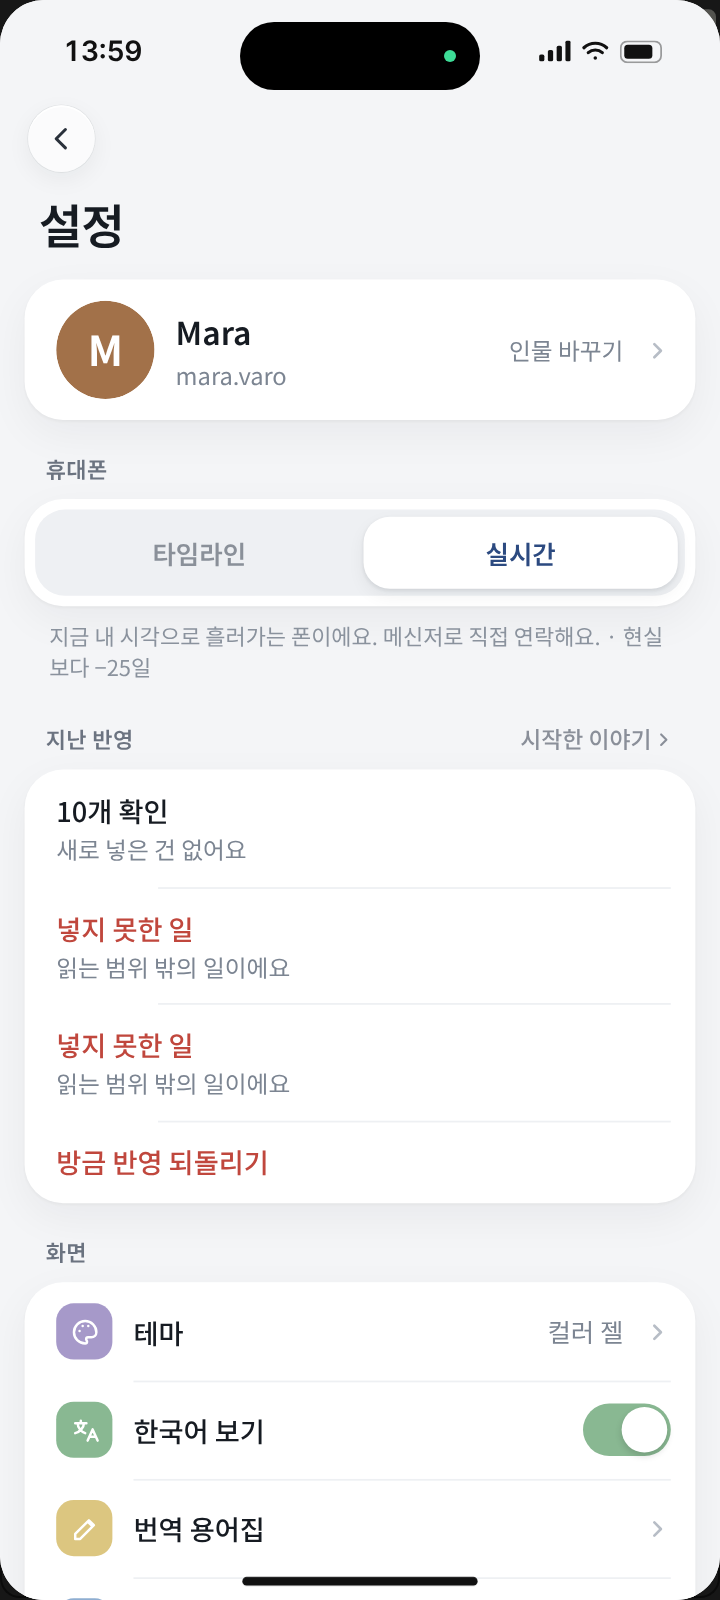 13:59
설정
M
Mara
mara.varo
인물 바꾸기
휴대폰
타임라인
실시간
지금 내 시각으로 흘러가는 폰이에요. 메신저로 직접 연락해요. · 현실
보다 −25일
지난 반영
시작한 이야기
10개 확인
새로 넣은 건 없어요
넣지 못한 일
읽는 범위 밖의 일이에요
넣지 못한 일
읽는 범위 밖의 일이에요
방금 반영 되돌리기
화면
테마
컬러 젤
文A
한국어 보기
번역 용어집